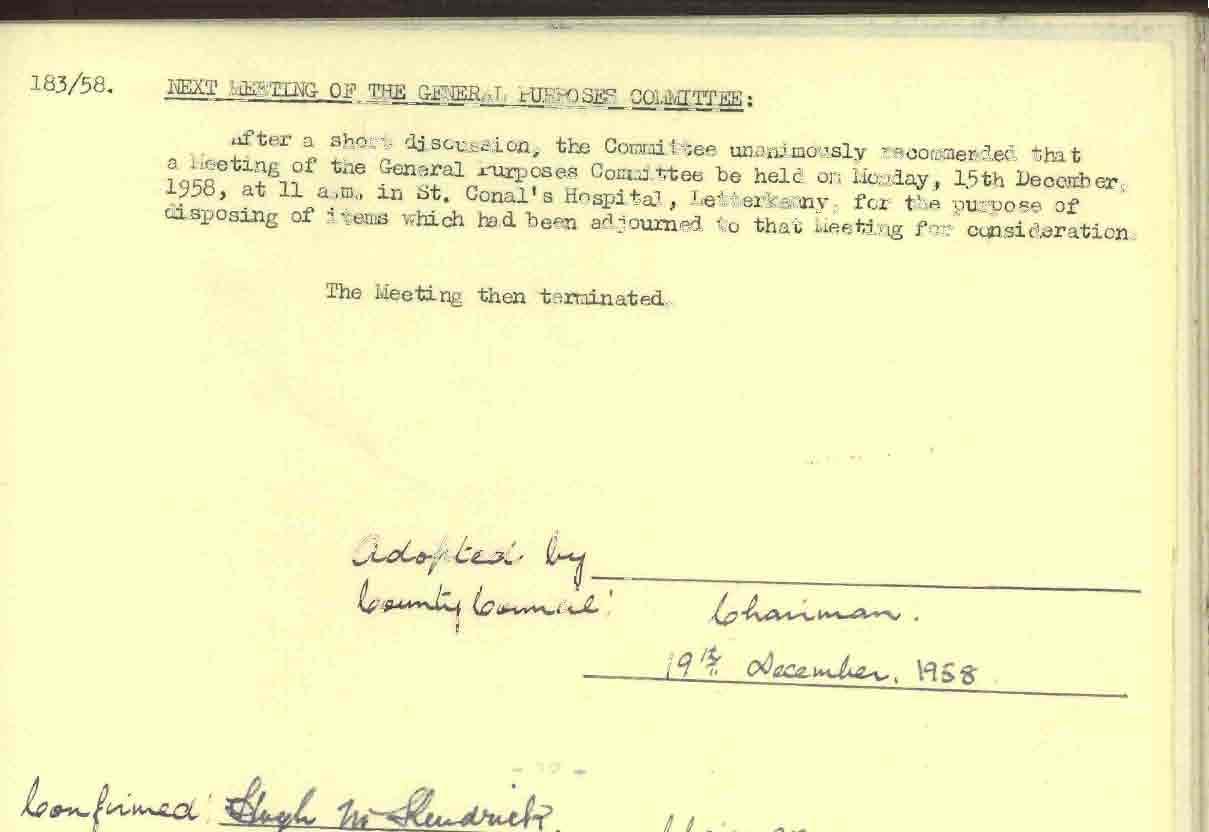 183/58. NEXT MEETING OF THE GENERAL PURPOSES COMMITTEE:
After a short discussion, the Committee unanimously recommended that
a Meeting of the General Purposes Committee be held on Monday, 15th December,
1958, at 11 a.m. in St. Conal's Hospital, Letterkenny, for the purpose of
disposing of items which had been adjourned to that Meeting for consideration.
The Meeting then terminated.
Adopted by
County Council:
Chairman.
19th December, 1958
Confirmed: Hugh